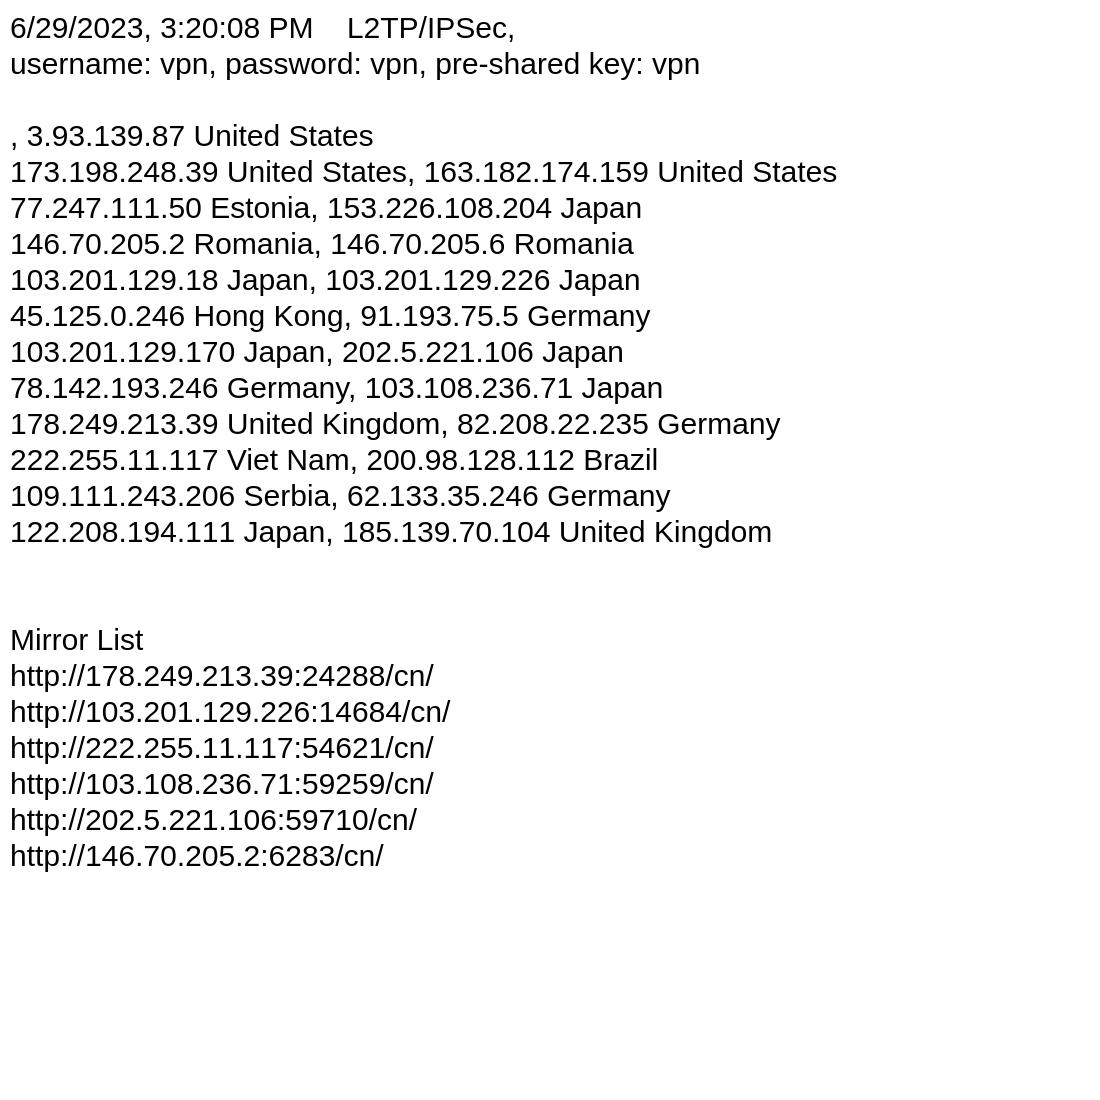 6/29/2023, 3:20:08 PM    L2TP/IPSec,
username: vpn, password: vpn, pre-shared key: vpn
, 3.93.139.87 United States
173.198.248.39 United States, 163.182.174.159 United States
77.247.111.50 Estonia, 153.226.108.204 Japan
146.70.205.2 Romania, 146.70.205.6 Romania
103.201.129.18 Japan, 103.201.129.226 Japan
45.125.0.246 Hong Kong, 91.193.75.5 Germany
103.201.129.170 Japan, 202.5.221.106 Japan
78.142.193.246 Germany, 103.108.236.71 Japan
178.249.213.39 United Kingdom, 82.208.22.235 Germany
222.255.11.117 Viet Nam, 200.98.128.112 Brazil
109.111.243.206 Serbia, 62.133.35.246 Germany
122.208.194.111 Japan, 185.139.70.104 United Kingdom
Mirror List
http://178.249.213.39:24288/cn/
http://103.201.129.226:14684/cn/
http://222.255.11.117:54621/cn/
http://103.108.236.71:59259/cn/
http://202.5.221.106:59710/cn/
http://146.70.205.2:6283/cn/